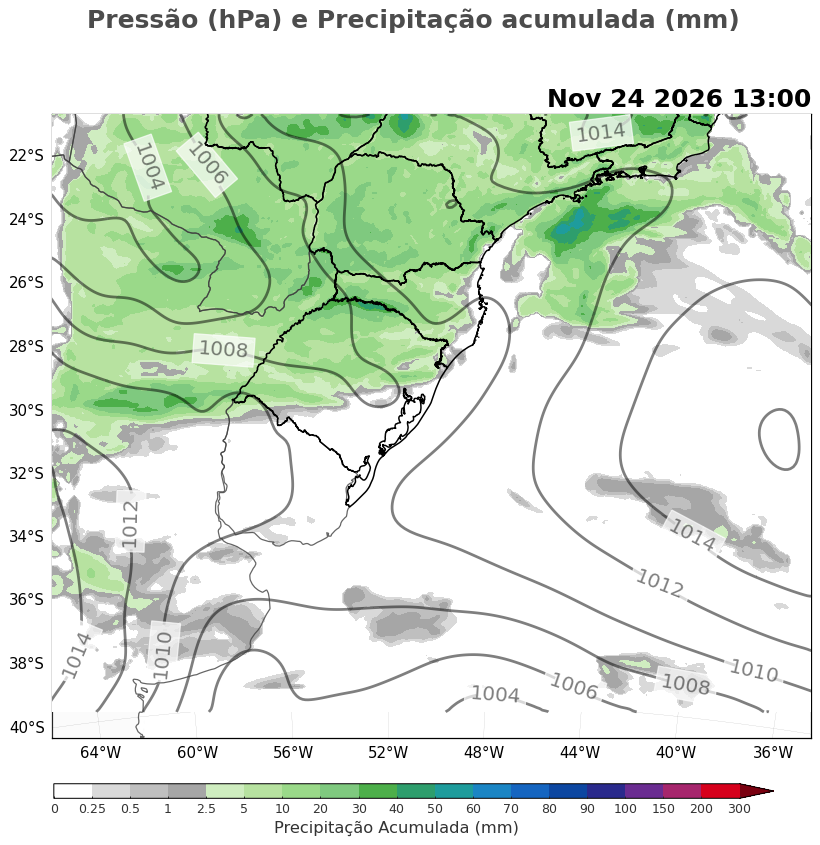 Pressão (hPa) e Precipitação acumulada (mm)
Nov 24 2026 13:00
1014
1004
1006
22°S
24°S
26°S
28°S
30°S
32°S
34°S
36°S
38°S
40°S
1008
1012
1014
1012
1014
1010
1010
1008
1006
1004
64°W
60°W
56°W
52°W
48°W
44°W
40°W
36°W
0
0.25
0.5
1
2.5
5
10
20
30
40
50
60
70
80
90
100
150
200
300
Precipitação Acumulada (mm)